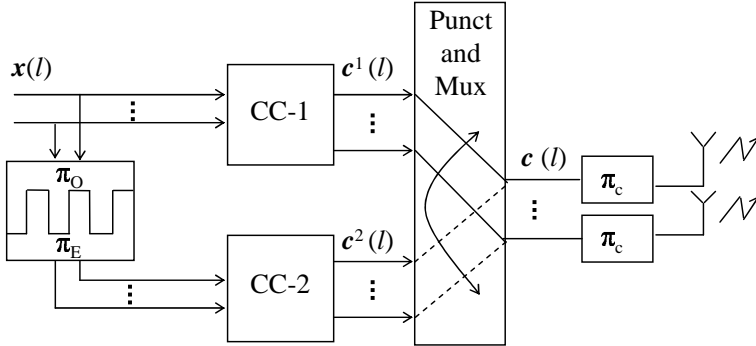 x(l)
CC-1
c¹(l)
Punct
and
Mux
c (l)
π_c
π_c
π_O
π_E
CC-2
c²(l)